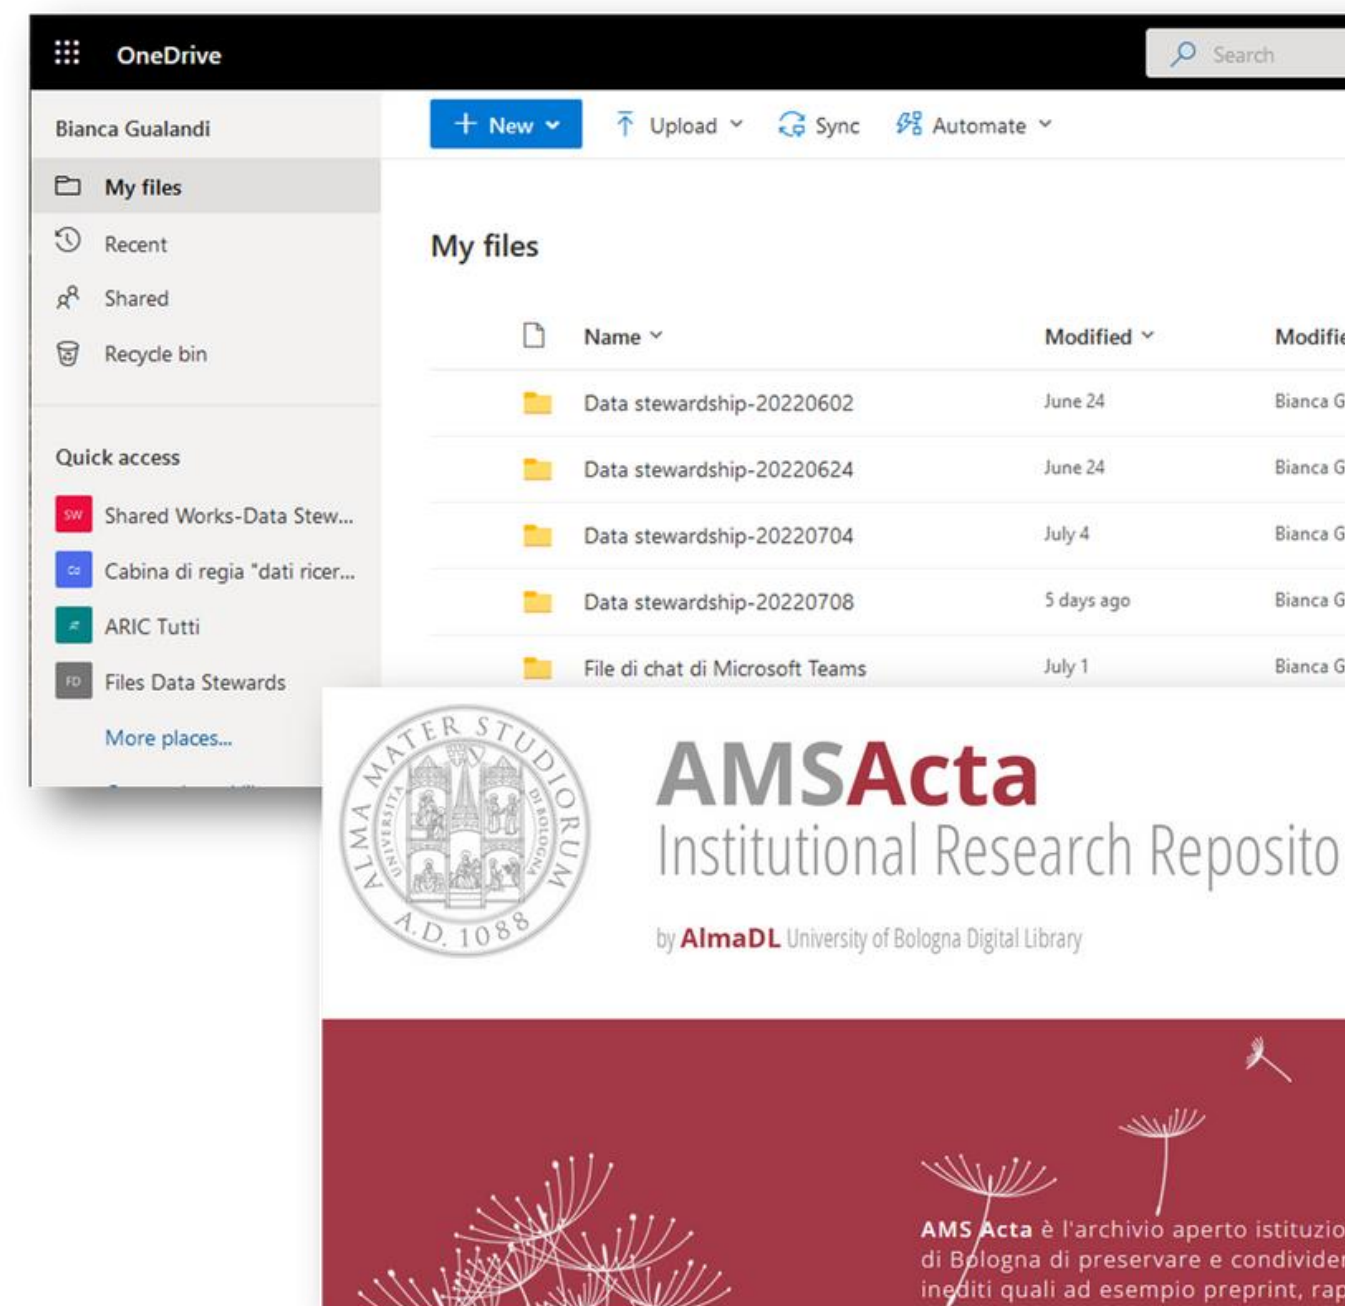 OneDrive
Search
Bianca Gualandi
New
Upload
Sync
Automate
My files
Recent
Shared
Recycle bin
Quick access
SW Shared Works-Data Stew...
Cd Cabina di regia "dati ricer...
ARIC Tutti
FD Files Data Stewards
More places...
My files
Name Modified Modifie
Data stewardship-20220602 June 24 Bianca G
Data stewardship-20220624 June 24 Bianca G
Data stewardship-20220704 July 4 Bianca G
Data stewardship-20220708 5 days ago Bianca G
File di chat di Microsoft Teams July 1 Bianca G
ALMA MATER STUDIORUM
UNIVERSITA DI BOLOGNA
A.D. 1088
AMSActa
Institutional Research Reposito
by AlmaDL University of Bologna Digital Library
AMS Acta è l'archivio aperto istituzio
di Bologna di preservare e condivider
inediti quali ad esempio preprint, rap